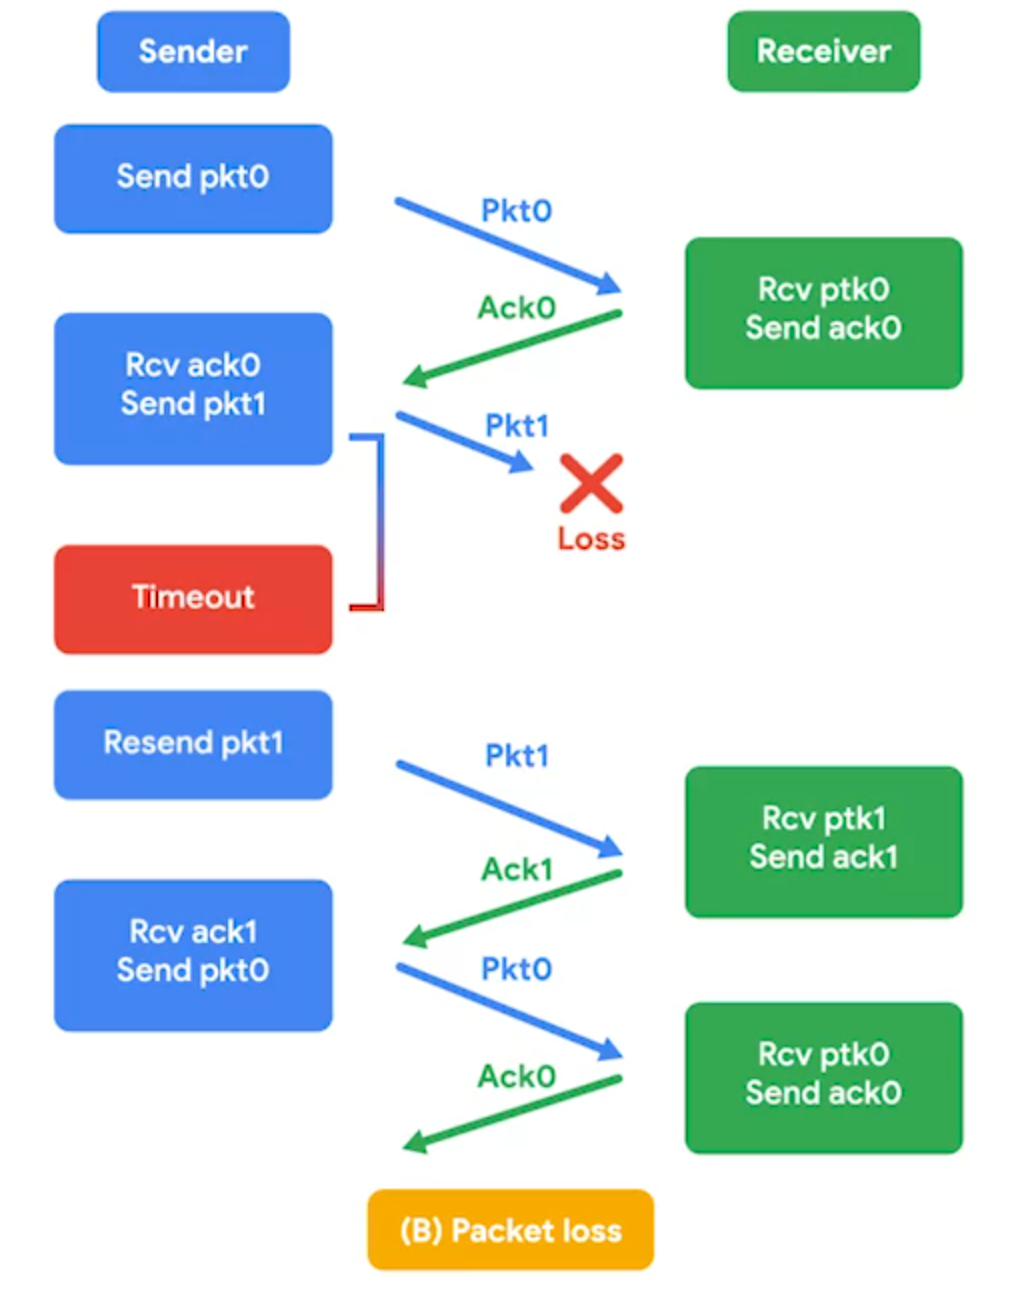 Sender
Receiver
Send pkt0
Pkt0
Rcv ptk0
Send ack0
Ack0
Rcv ack0
Send pkt1
Pkt1
Loss
Timeout
Resend pkt1
Pkt1
Rcv ptk1
Send ack1
Ack1
Rcv ack1
Send pkt0
Pkt0
Rcv ptk0
Send ack0
Ack0
(B) Packet loss